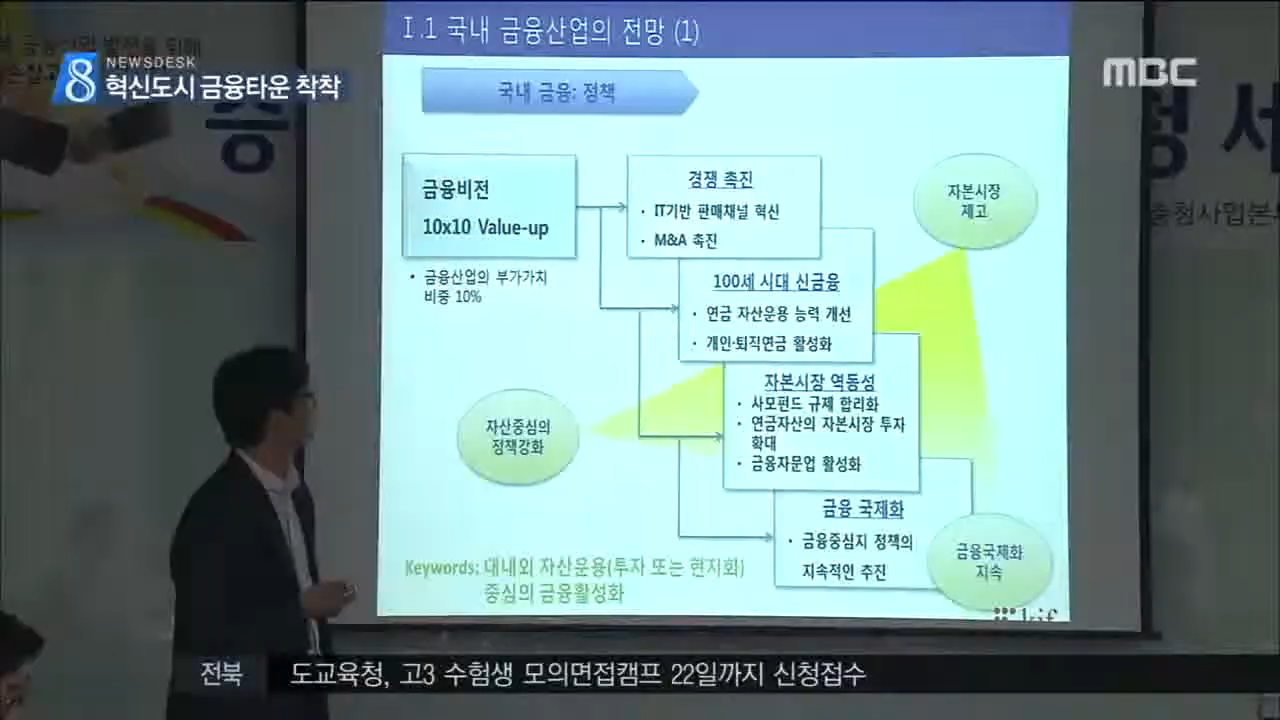 NEWSDESK
8 혁신도시 금융타운 착착
MBC
I.1 국내 금융산업의 전망 (1)
국내 금융: 정책
금융비전
10x10 Value-up
• 금융산업의 부가가치
비중 10%
경쟁 촉진
• IT기반 판매채널 혁신
• M&A 촉진
100세 시대 신금융
• 연금 자산운용 능력 개선
• 개인·퇴직연금 활성화
자본시장 역동성
• 사모펀드 규제 합리화
• 연금자산의 자본시장 투자
확대
• 금융자문업 활성화
금융 국제화
• 금융중심지 정책의
지속적인 추진
자본시장
제고
자산중심의
정책강화
금융국제화
지속
Keywords: 대내외 자산운용(투자 또는 현지화)
중심의 금융활성화
kif
전북
도교육청, 고3 수험생 모의면접캠프 22일까지 신청접수